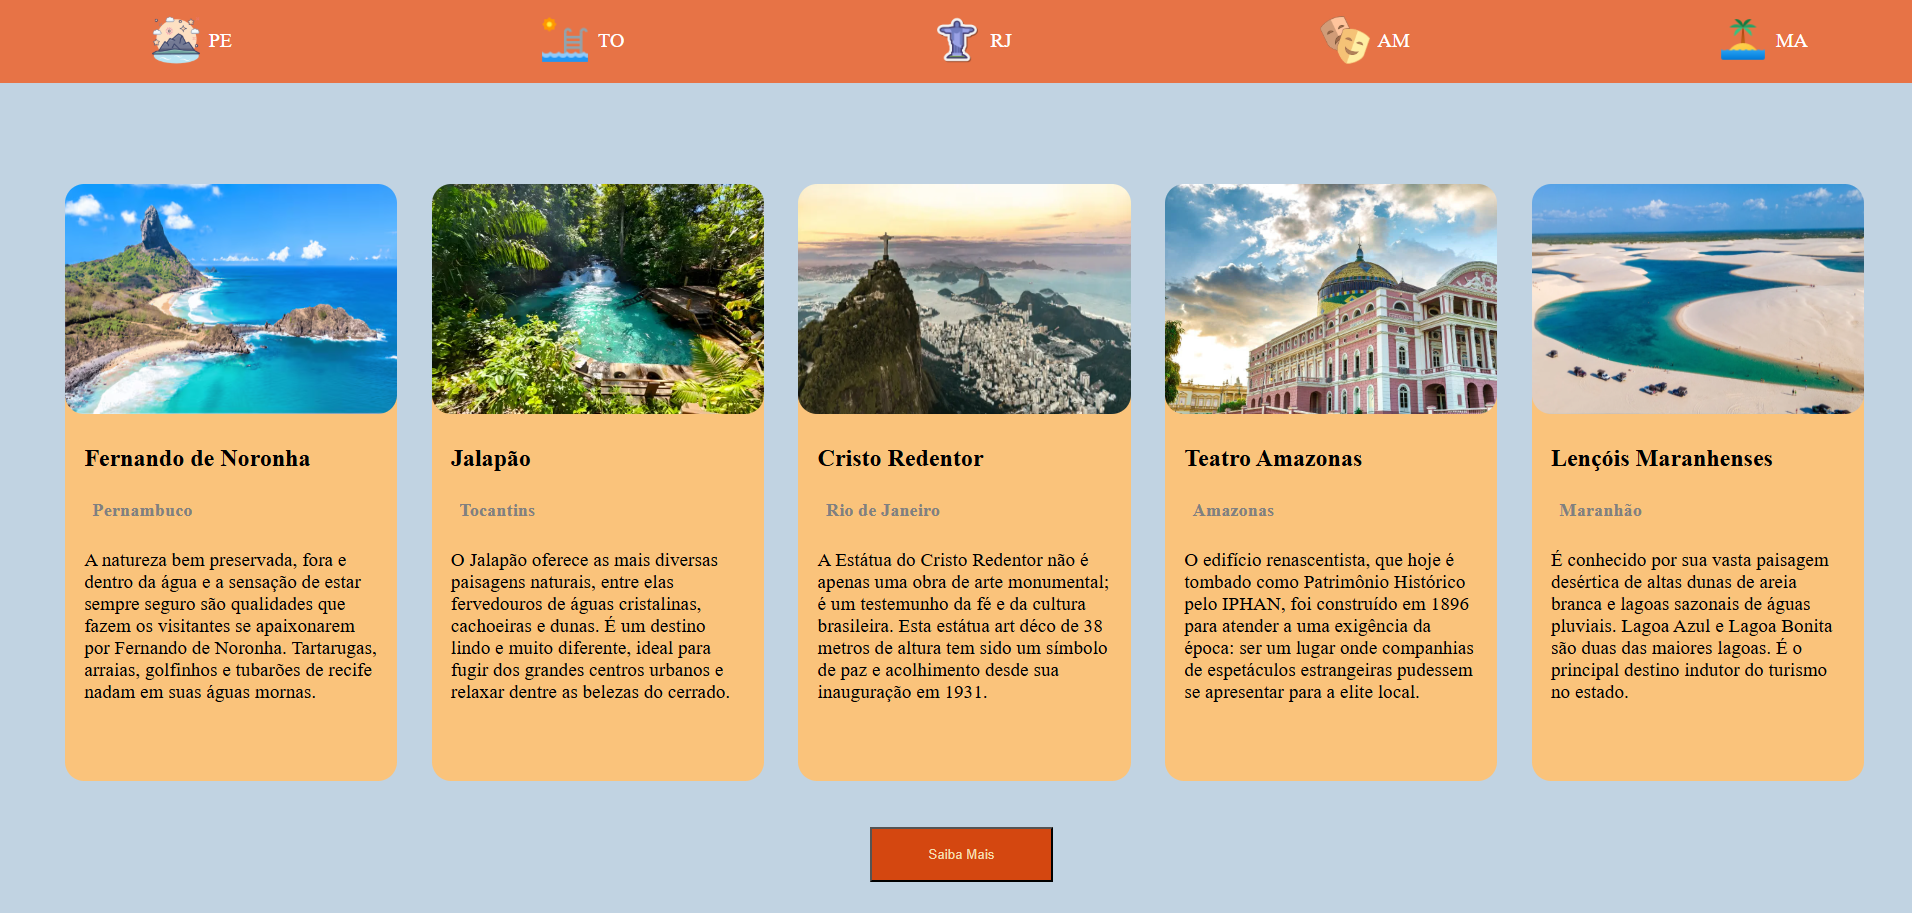 PE
TO
RJ
AM
MA
Fernando de Noronha
Pernambuco
A natureza bem preservada, fora e
dentro da água e a sensação de estar
sempre seguro são qualidades que
fazem os visitantes se apaixonarem
por Fernando de Noronha. Tartarugas,
arraias, golfinhos e tubarões de recife
nadam em suas águas mornas.
Jalapão
Tocantins
O Jalapão oferece as mais diversas
paisagens naturais, entre elas
fervedouros de águas cristalinas,
cachoeiras e dunas. É um destino
lindo e muito diferente, ideal para
fugir dos grandes centros urbanos e
relaxar dentre as belezas do cerrado.
Cristo Redentor
Rio de Janeiro
A Estátua do Cristo Redentor não é
apenas uma obra de arte monumental;
é um testemunho da fé e da cultura
brasileira. Esta estátua art déco de 38
metros de altura tem sido um símbolo
de paz e acolhimento desde sua
inauguração em 1931.
Teatro Amazonas
Amazonas
O edifício renascentista, que hoje é
tombado como Patrimônio Histórico
pelo IPHAN, foi construído em 1896
para atender a uma exigência da
época: ser um lugar onde companhias
de espetáculos estrangeiras pudessem
se apresentar para a elite local.
Lençóis Maranhenses
Maranhão
É conhecido por sua vasta paisagem
desértica de altas dunas de areia
branca e lagoas sazonais de águas
pluviais. Lagoa Azul e Lagoa Bonita
são duas das maiores lagoas. É o
principal destino indutor do turismo
no estado.
Saiba Mais